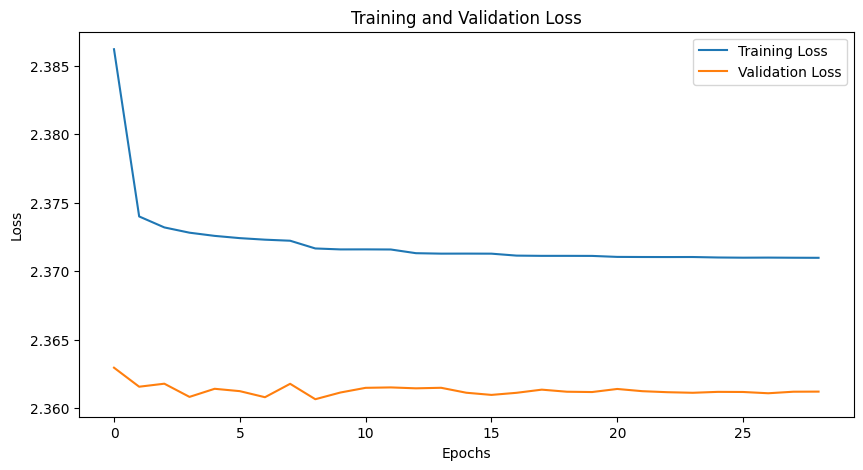 Training and Validation Loss
Training Loss
Validation Loss
Loss
2.385
2.380
2.375
2.370
2.365
2.360
0 5 10 15 20 25
Epochs